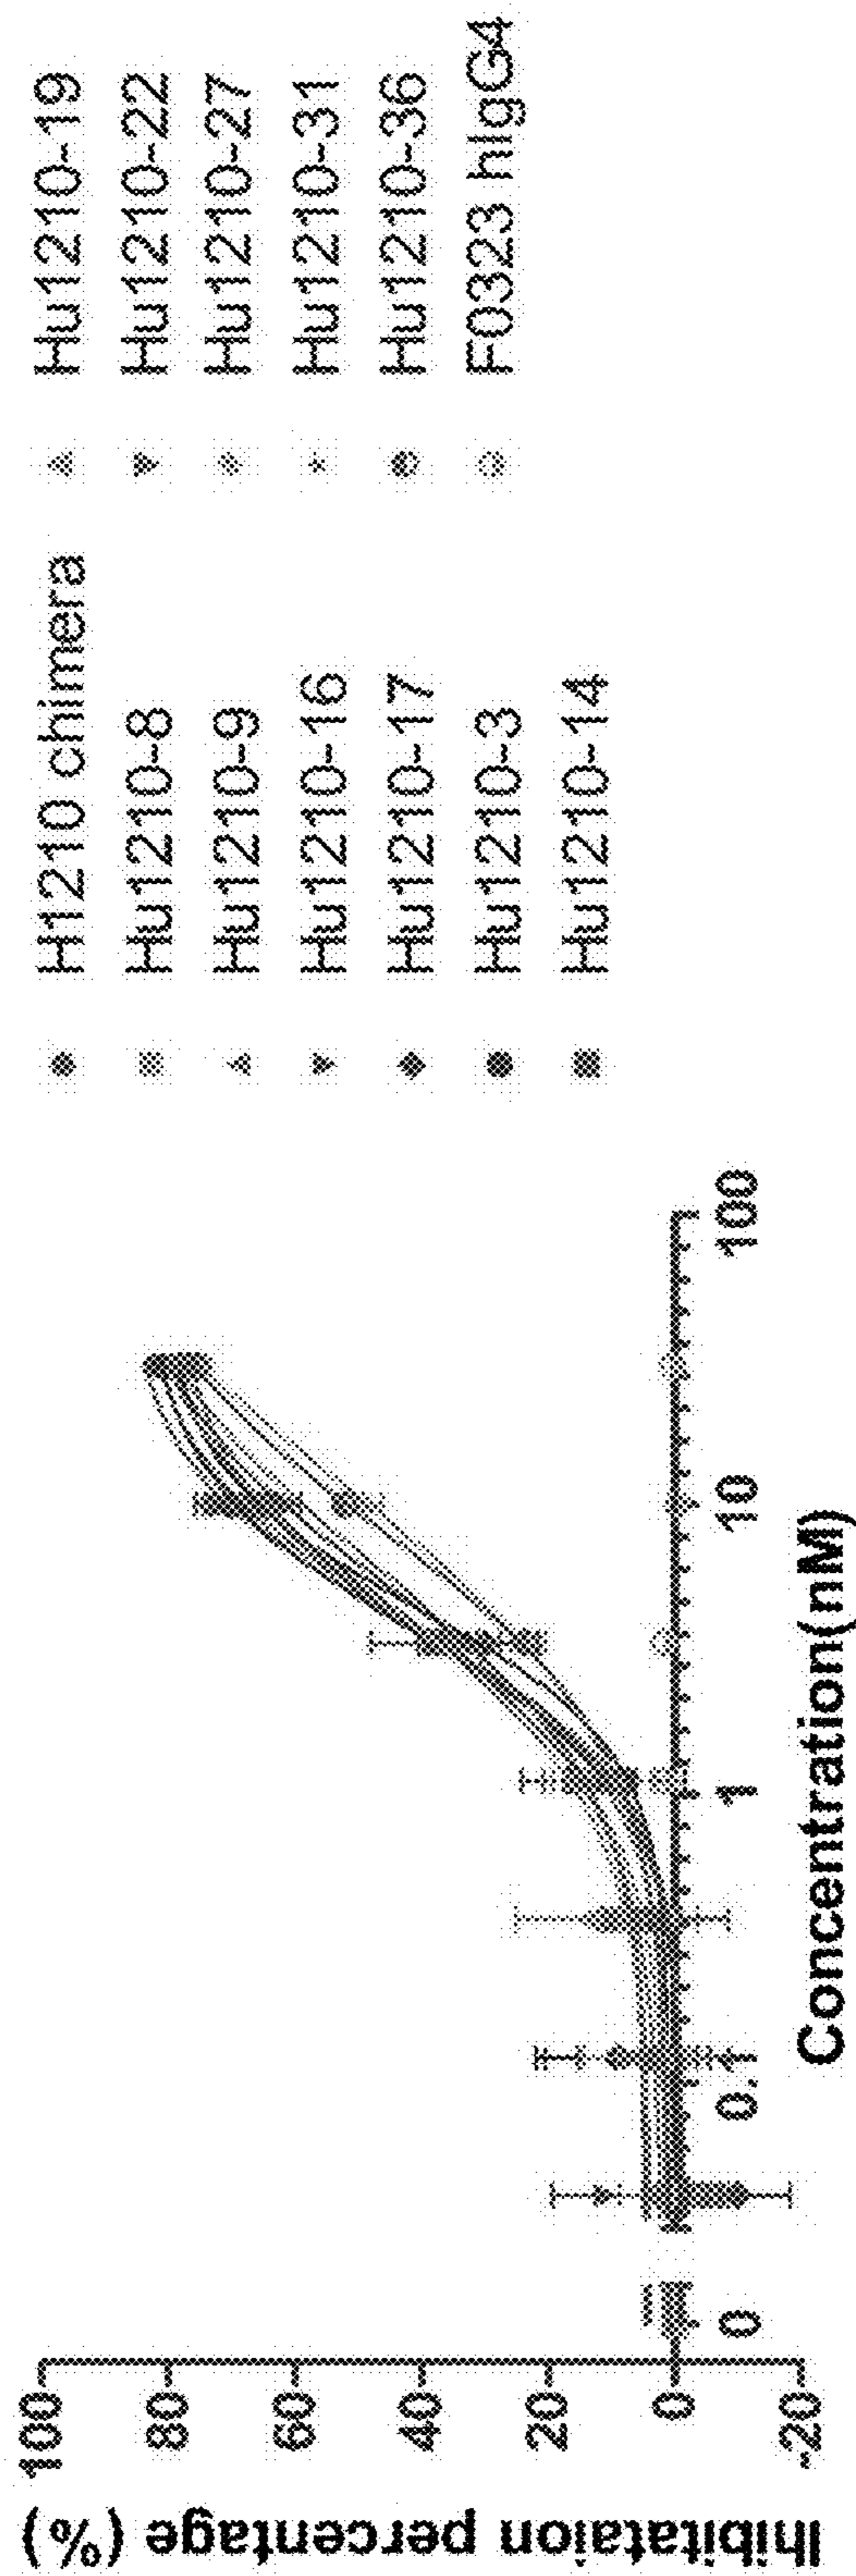 Ihibitataion percentage (%)
100
80
60
40
20
0
-20
0
0.1
1
10
100
Concentration(nM)
H1210 chimera
Hu1210-8
Hu1210-9
Hu1210-16
Hu1210-17
Hu1210-3
Hu1210-14
Hu1210-19
Hu1210-22
Hu1210-27
Hu1210-31
Hu1210-36
F0323 hIgG4